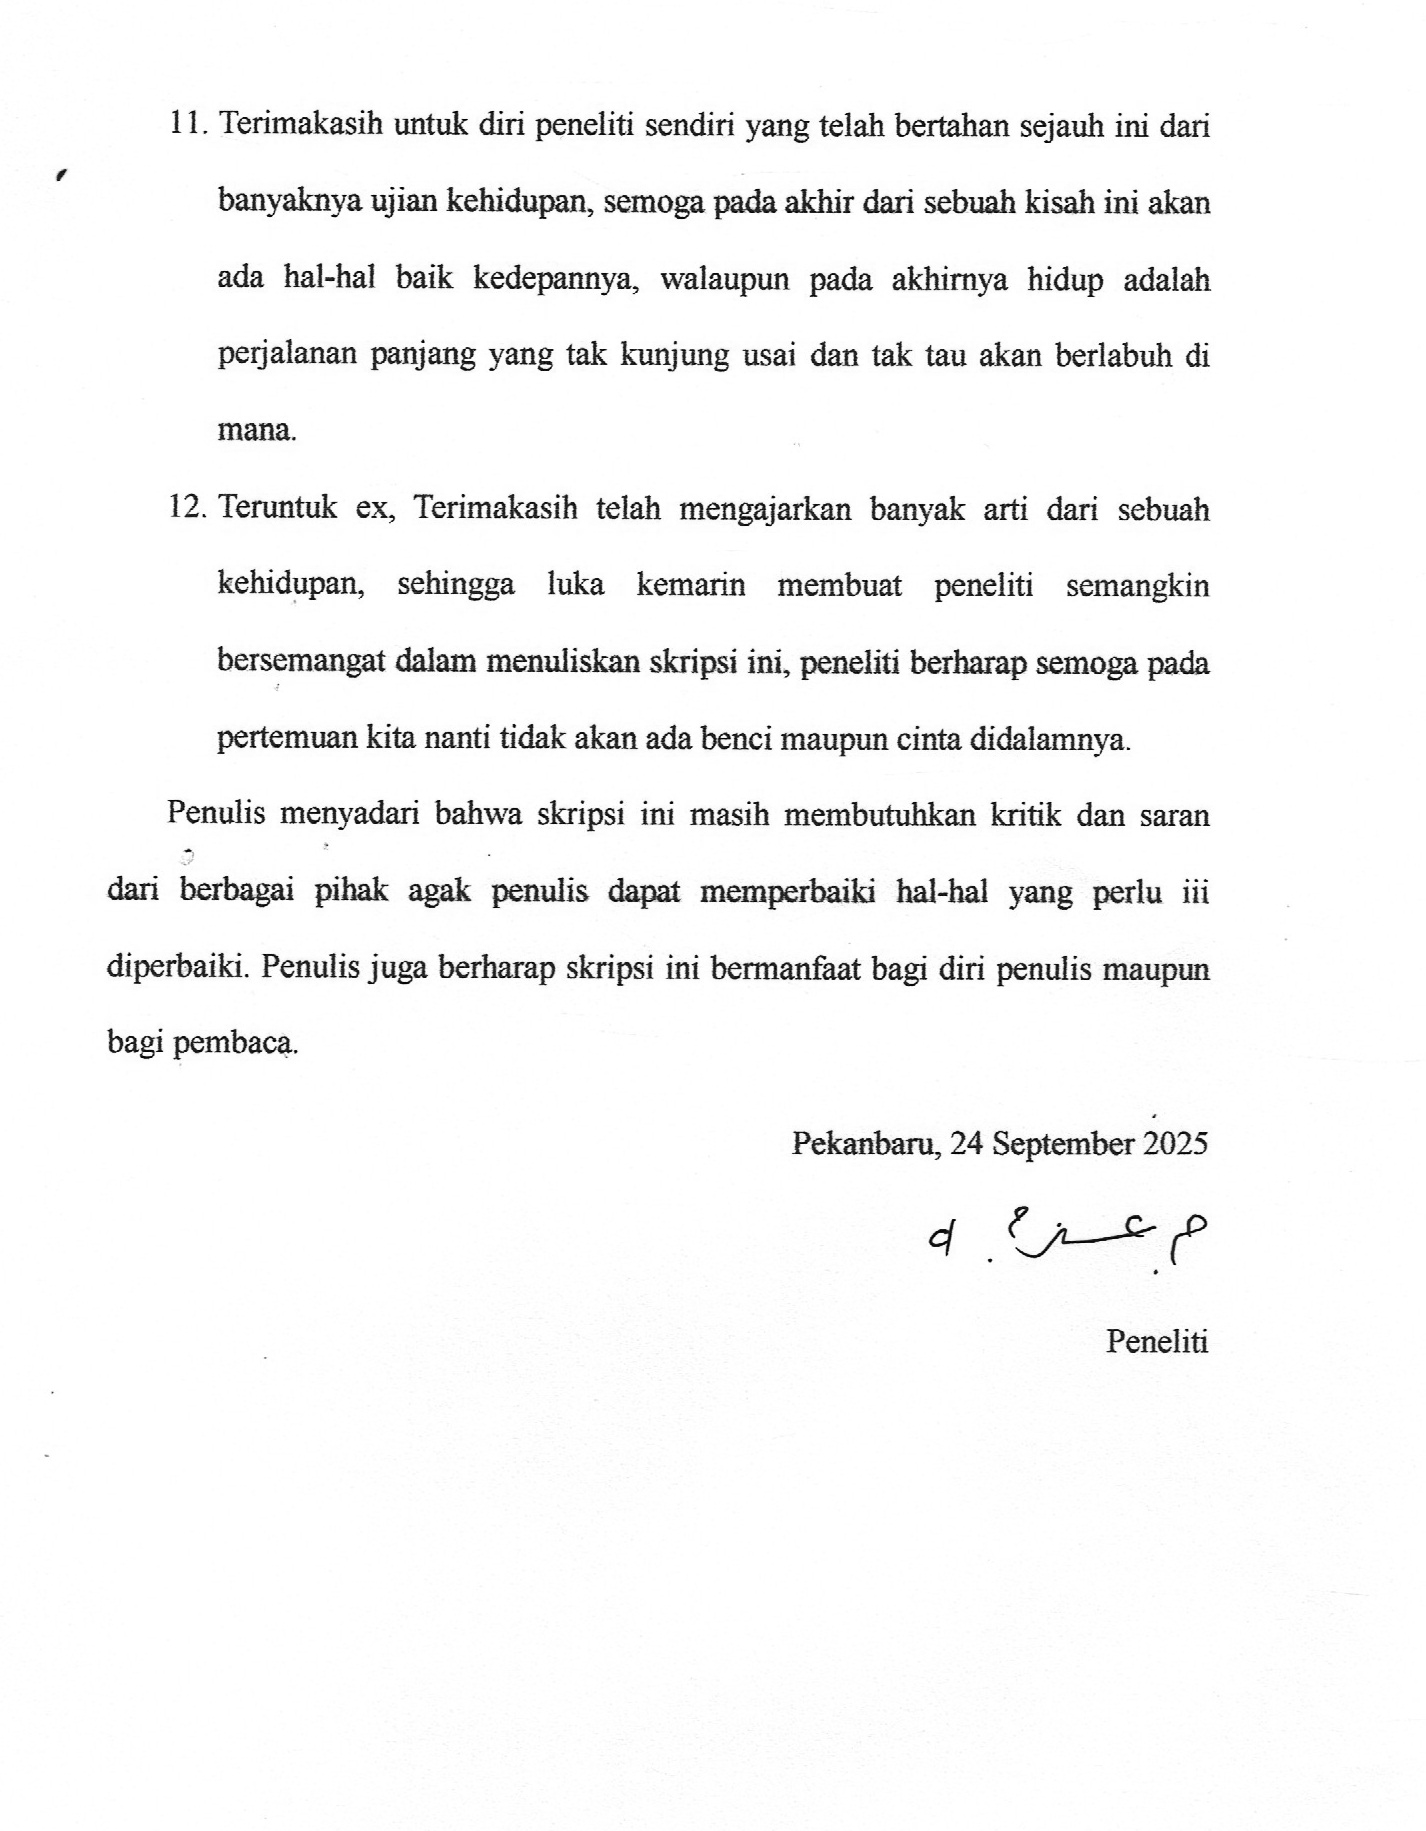 11. Terimakasih untuk diri peneliti sendiri yang telah bertahan sejauh ini dari
banyaknya ujian kehidupan, semoga pada akhir dari sebuah kisah ini akan
ada hal-hal baik kedepannya, walaupun pada akhirnya hidup adalah
perjalanan panjang yang tak kunjung usai dan tak tau akan berlabuh di
mana.
12. Teruntuk ex, Terimakasih telah mengajarkan banyak arti dari sebuah
kehidupan, sehingga luka kemarin membuat peneliti semangkin
bersemangat dalam menuliskan skripsi ini, peneliti berharap semoga pada
pertemuan kita nanti tidak akan ada benci maupun cinta didalamnya.
Penulis menyadari bahwa skripsi ini masih membutuhkan kritik dan saran
dari berbagai pihak agak penulis dapat memperbaiki hal-hal yang perlu iii
diperbaiki. Penulis juga berharap skripsi ini bermanfaat bagi diri penulis maupun
bagi pembaca.
Pekanbaru, 24 September 2025
Peneliti